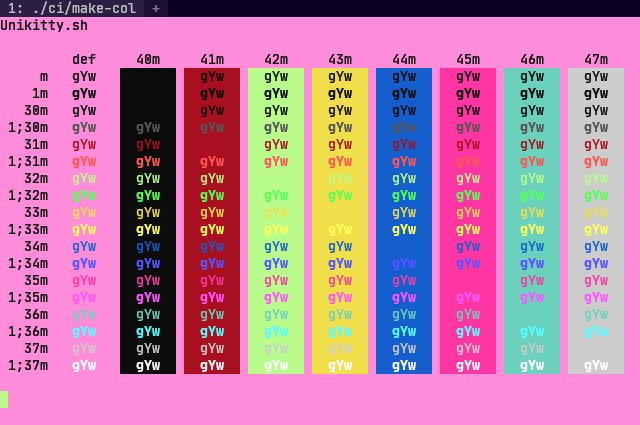 1: ./ci/make-col +
Unikitty.sh
def 40m 41m 42m 43m 44m 45m 46m 47m
m gYw gYw gYw gYw gYw gYw gYw gYw
1m gYw gYw gYw gYw gYw gYw gYw gYw
30m gYw gYw gYw gYw gYw gYw gYw gYw
1;30m gYw gYw gYw gYw gYw gYw gYw gYw gYw
31m gYw gYw gYw gYw gYw gYw gYw gYw
1;31m gYw gYw gYw gYw gYw gYw gYw gYw gYw
32m gYw gYw gYw gYw gYw gYw gYw gYw
1;32m gYw gYw gYw gYw gYw gYw gYw gYw gYw
33m gYw gYw gYw gYw gYw gYw gYw gYw
1;33m gYw gYw gYw gYw gYw gYw gYw gYw gYw
34m gYw gYw gYw gYw gYw gYw gYw gYw
1;34m gYw gYw gYw gYw gYw gYw gYw gYw gYw
35m gYw gYw gYw gYw gYw gYw gYw gYw
1;35m gYw gYw gYw gYw gYw gYw gYw gYw gYw
36m gYw gYw gYw gYw gYw gYw gYw gYw
1;36m gYw gYw gYw gYw gYw gYw gYw gYw gYw
37m gYw gYw gYw gYw gYw gYw gYw gYw
1;37m gYw gYw gYw gYw gYw gYw gYw gYw gYw